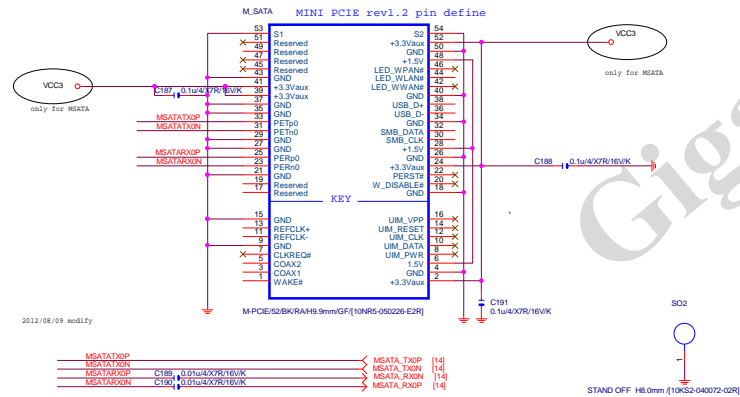 M_SATA MINI PCIE rev1.2 pin define
53 S1 S2 54
51 Reserved +3.3Vaux 52
49 Reserved GND 50
47 Reserved +1.5V 48
45 Reserved LED_WPAN# 46
43 GND LED_WLAN# 44
41 +3.3Vaux LED_WWAN# 42
39 +3.3Vaux GND 40
37 GND USB_D+ 38
35 GND USB_D- 36
33 PETp0 GND 34
31 PETn0 SMB_DATA 32
29 GND SMB_CLK 30
27 GND +1.5V 28
25 PERp0 GND 26
23 PERn0 +3.3Vaux 24
21 GND PERST# 22
19 Reserved W_DISABLE# 20
17 Reserved GND 18
KEY
15 GND UIM_VPP 16
13 REFCLK+ UIM_RESET 14
11 REFCLK- UIM_CLK 12
9 GND UIM_DATA 10
7 CLKREQ# UIM_PWR 8
5 COAX2 1.5V 6
3 COAX1 GND 4
1 WAKE# +3.3Vaux 2
M-PCIE/52/BK/RA/H9.9mm/GF/[10NR5-050226-E2R]
VCC3
only for MSATA
C187 0.1u/4/X7R/16V/K
MSATATX0P
MSATATX0N
MSATARX0P
MSATARX0N
VCC3
only for MSATA
C188 0.1u/4/X7R/16V/K
C191
0.1u/4/X7R/16V/K
Giga
2012/08/09 modify
MSATATX0P MSATA_TX0P [14]
MSATATX0N MSATA_TX0N [14]
MSATARX0P C189 0.01u/4/X7R/16V/K MSATA_RX0N [14]
MSATARX0N C190 0.01u/4/X7R/16V/K MSATA_RX0P [14]
SO2
1
STAND OFF H8.0mm /[10KS2-040072-02R]